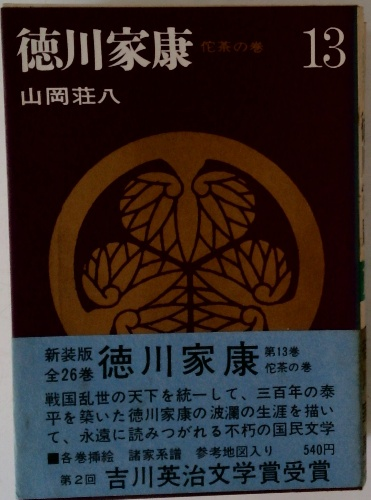 徳川家康 佗茶の巻 13
山岡荘八
新装版
全26巻
徳川家康
第13巻
佗茶の巻
戦国乱世の天下を統一して、三百年の泰
平を築いた徳川家康の波瀾の生涯を描い
て、永遠に読みつがれる不朽の国民文学
■各巻挿絵 諸家系譜 参考地図入り 540円
第2回 吉川英治文学賞受賞